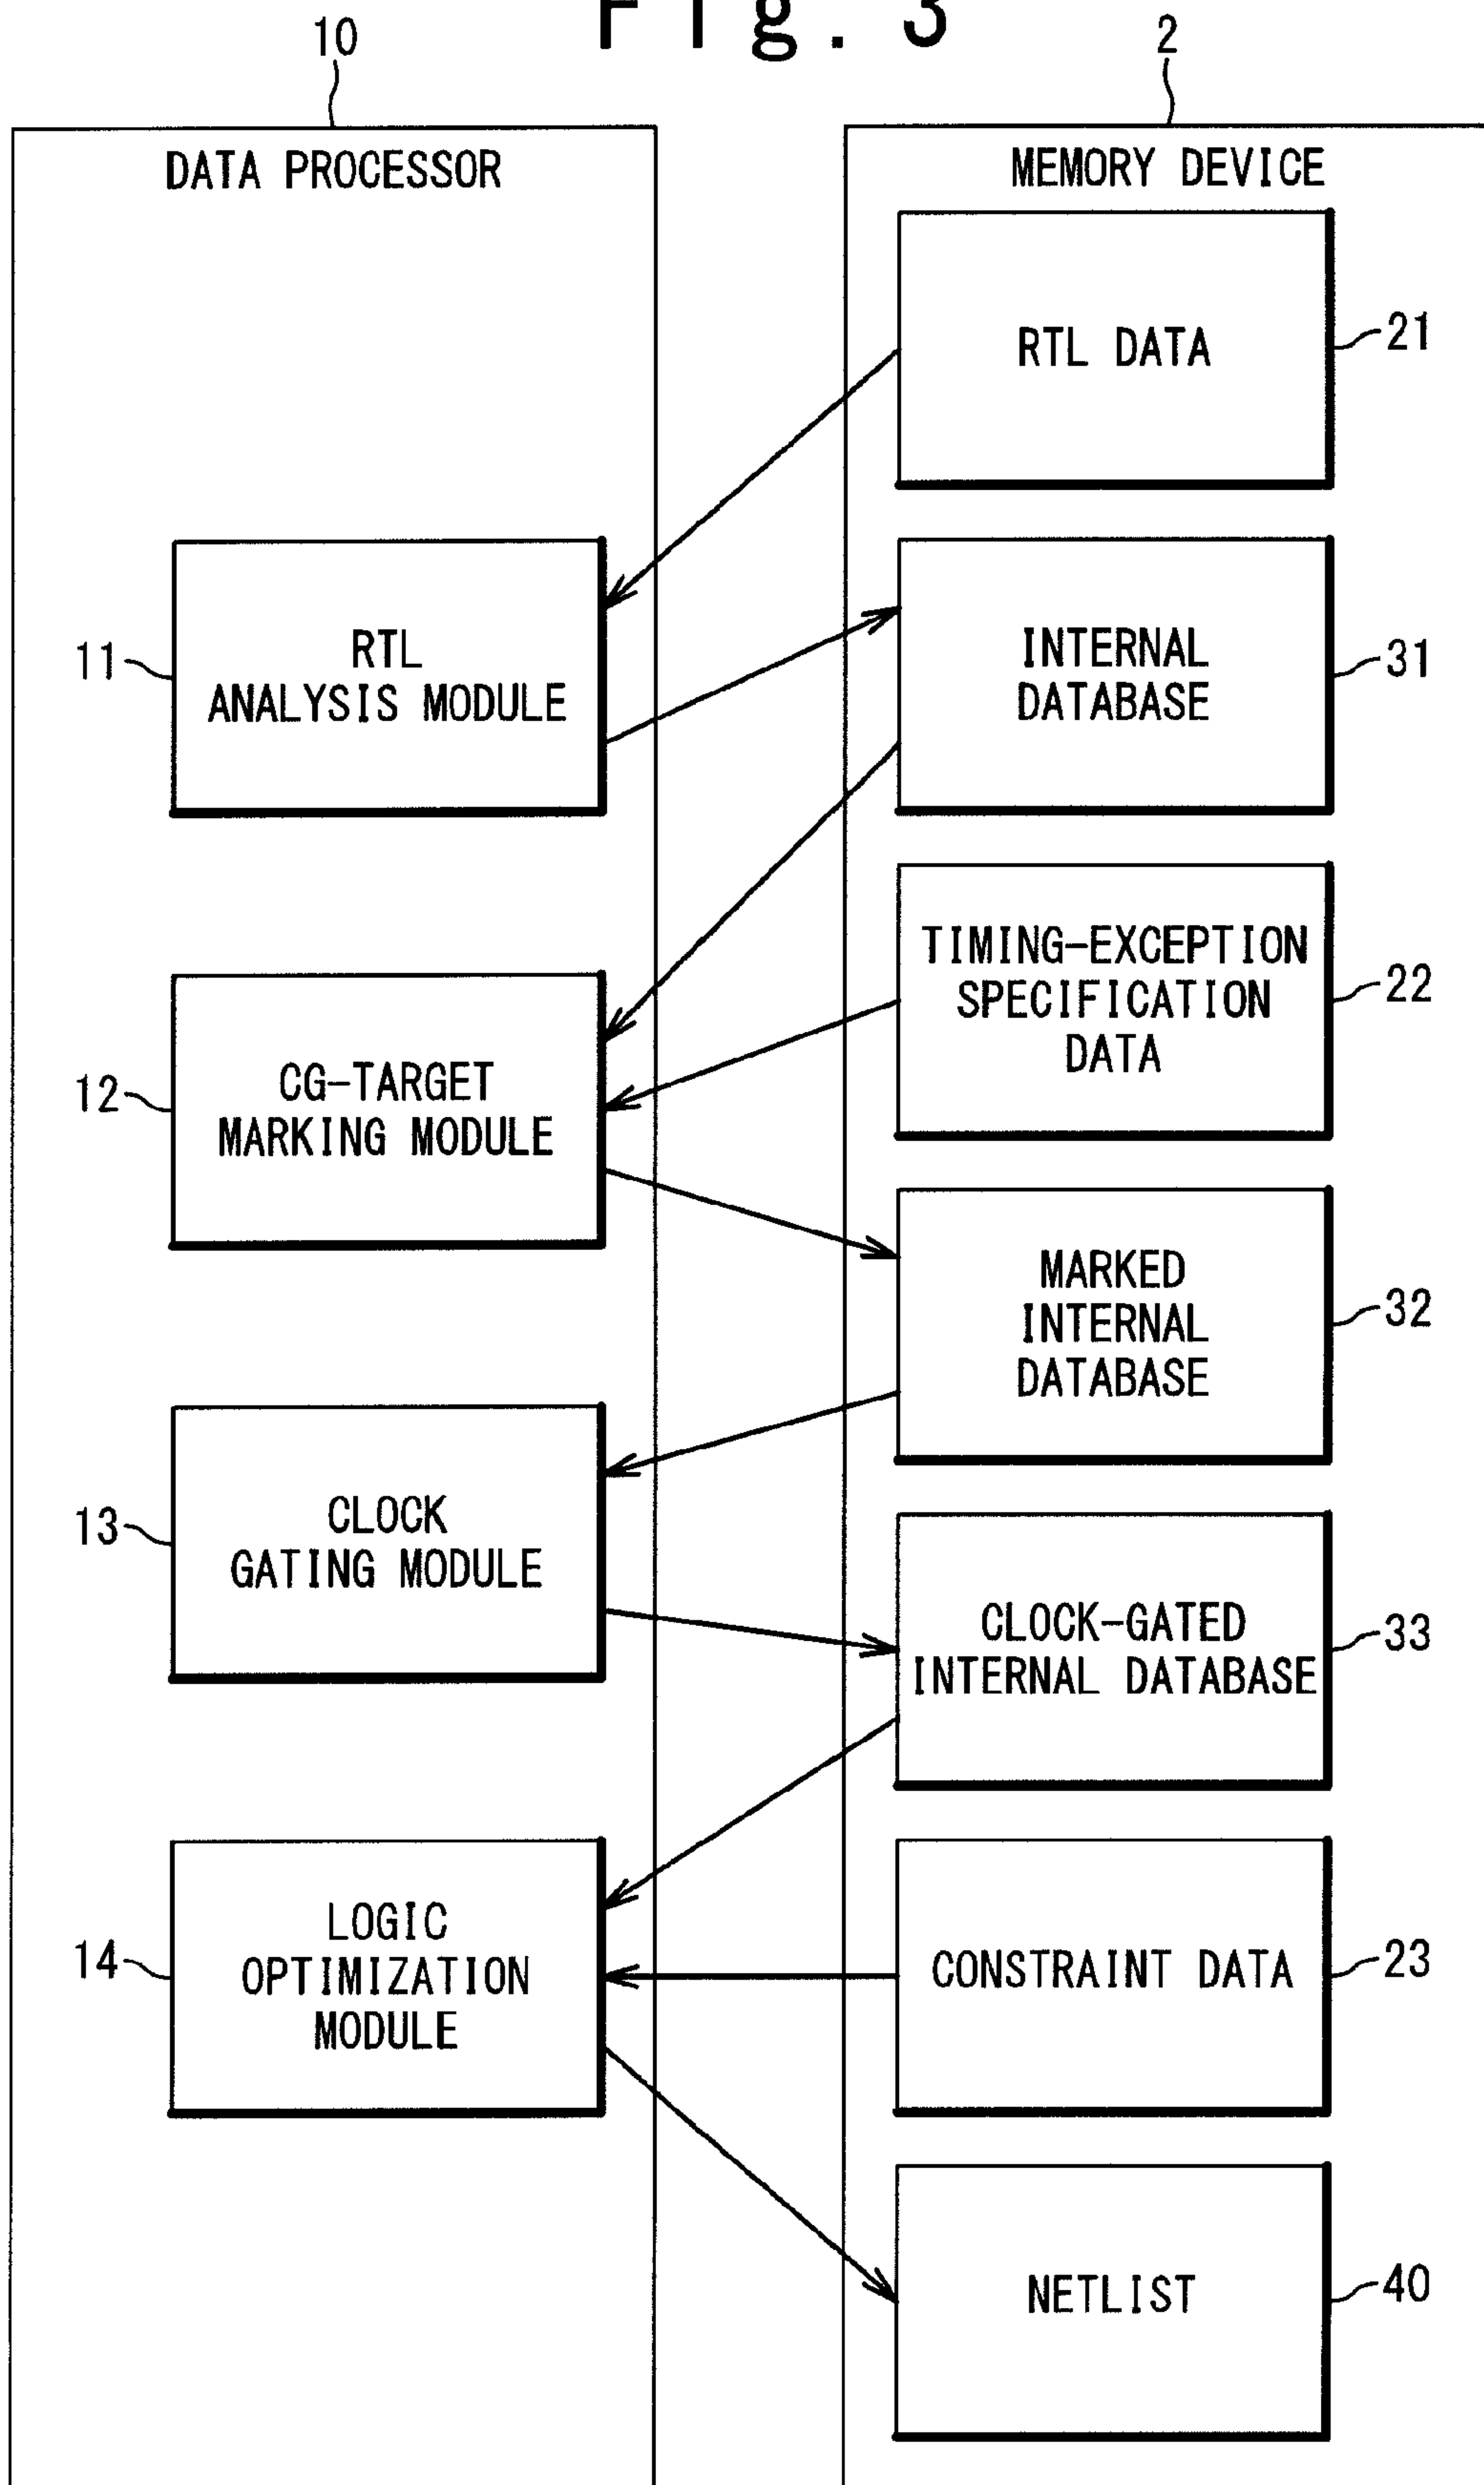 Fig. 3
10
2
DATA PROCESSOR
MEMORY DEVICE
RTL DATA
21
11
RTL
ANALYSIS MODULE
INTERNAL
DATABASE
31
12
CG-TARGET
MARKING MODULE
TIMING-EXCEPTION
SPECIFICATION
DATA
22
MARKED
INTERNAL
DATABASE
32
13
CLOCK
GATING MODULE
CLOCK-GATED
INTERNAL DATABASE
33
14
LOGIC
OPTIMIZATION
MODULE
CONSTRAINT DATA
23
NETLIST
40